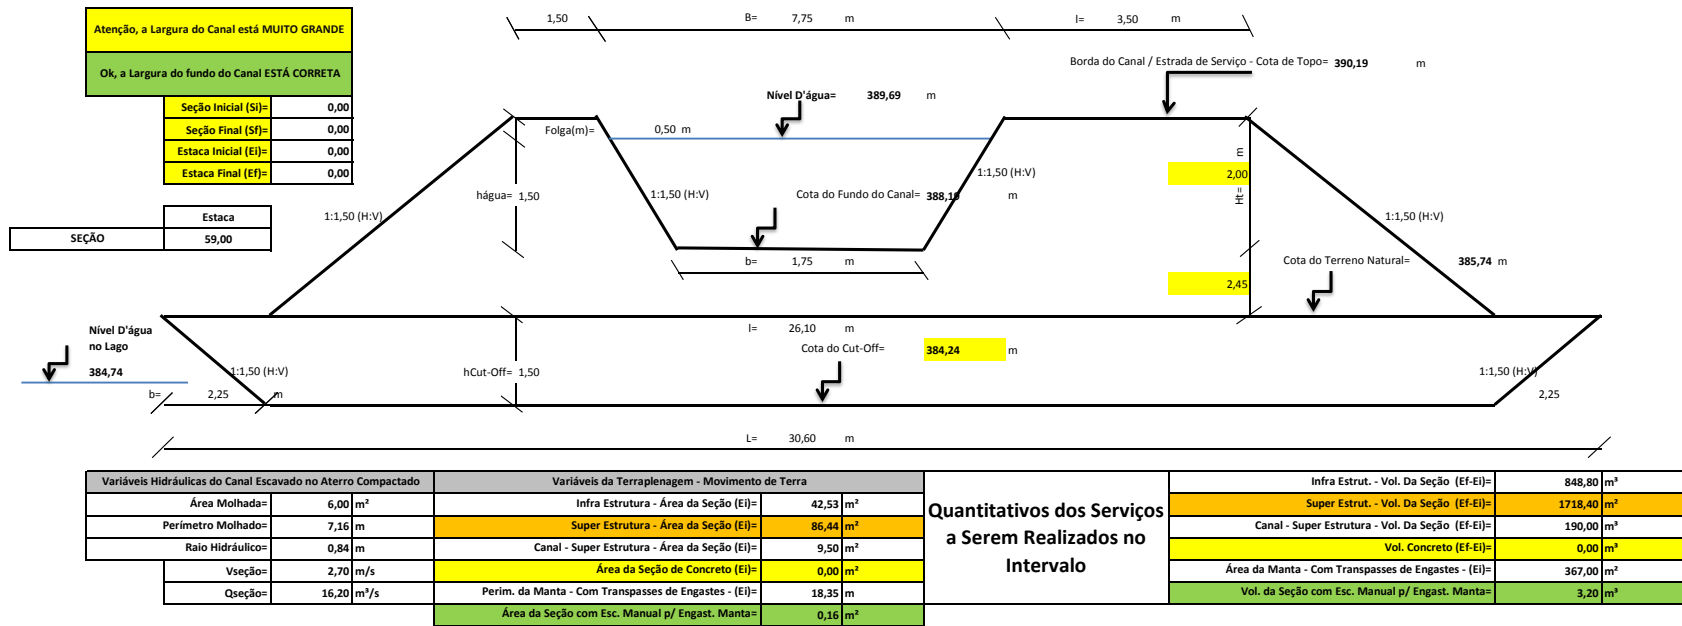 1,50
B= 7,75 m
l= 3,50 m
Atenção, a Largura do Canal está MUITO GRANDE
Ok, a Largura do fundo do Canal ESTÁ CORRETA
Borda do Canal / Estrada de Serviço - Cota de Topo= 390,19 m
Seção Inicial (Si)= 0,00
Seção Final (Sf)= 0,00
Estaca Inicial (Ei)= 0,00
Estaca Final (Ef)= 0,00
Nível D'água= 389,69 m
Folga(m)= 0,50 m
m
2,00
Ht=
1:1,50 (H:V)
hágua= 1,50
1:1,50 (H:V)
Cota do Fundo do Canal= 388,19 m
Estaca
SEÇÃO 59,00
1:1,50 (H:V)
1:1,50 (H:V)
b= 1,75 m
Cota do Terreno Natural= 385,74 m
2,45
Nível D'água
no Lago
384,74
l= 26,10 m
Cota do Cut-Off= 384,24 m
1:1,50 (H:V)
hCut-Off= 1,50
1:1,50 (H:V)
b= 2,25 m
2,25
L= 30,60 m
Variáveis Hidráulicas do Canal Escavado no Aterro Compactado
Área Molhada= 6,00 m²
Perímetro Molhado= 7,16 m
Raio Hidráulico= 0,84 m
Vseção= 2,70 m/s
Qseção= 16,20 m³/s
Variáveis da Terraplenagem - Movimento de Terra
Infra Estrutura - Área da Seção (Ei)= 42,53 m²
Super Estrutura - Área da Seção (Ei)= 86,44 m²
Canal - Super Estrutura - Área da Seção (Ei)= 9,50 m²
Área da Seção de Concreto (Ei)= 0,00 m²
Perim. da Manta - Com Transpasses de Engastes - (Ei)= 18,35 m
Área da Seção com Esc. Manual p/ Engast. Manta= 0,16 m²
Quantitativos dos Serviços
a Serem Realizados no
Intervalo
Infra Estrut. - Vol. Da Seção (Ef-Ei)= 848,80 m³
Super Estrut. - Vol. Da Seção (Ef-Ei)= 1718,40 m²
Canal - Super Estrutura - Vol. Da Seção (Ef-Ei)= 190,00 m³
Vol. Concreto (Ef-Ei)= 0,00 m³
Área da Manta - Com Transpasses de Engastes - (Ei)= 367,00 m²
Vol. da Seção com Esc. Manual p/ Engast. Manta= 3,20 m³